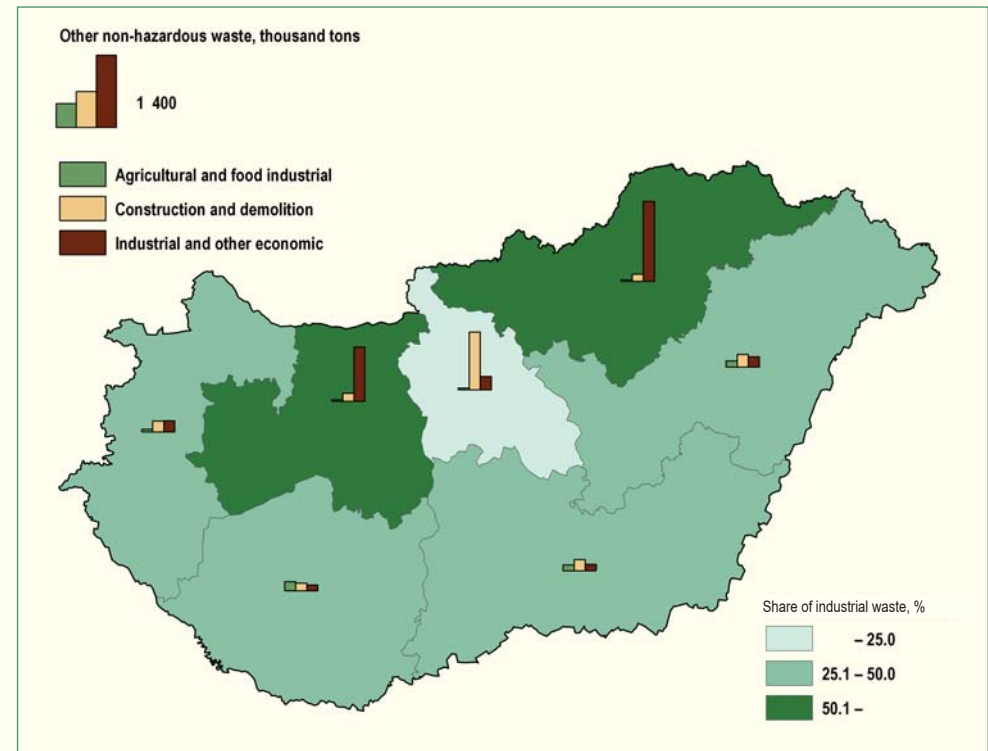 Other non-hazardous waste, thousand tons
1 400
Agricultural and food industrial
Construction and demolition
Industrial and other economic
Share of industrial waste, %
– 25.0
25.1 – 50.0
50.1 –